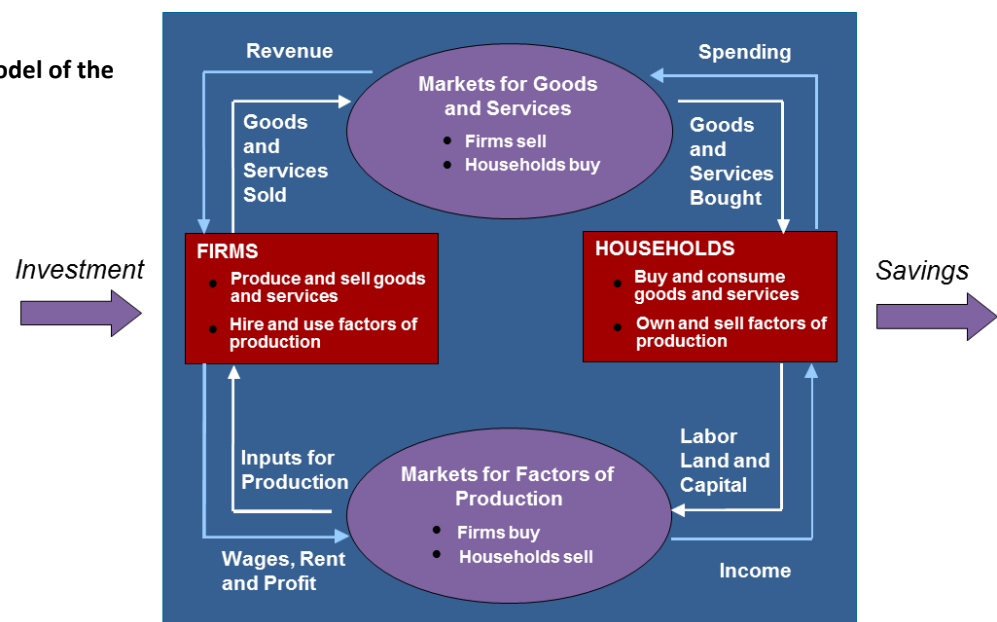 odel of the
Revenue
Spending
Markets for Goods
and Services
• Firms sell
• Households buy
Goods
and
Services
Sold
Goods
and
Services
Bought
Investment
FIRMS
• Produce and sell goods
and services
• Hire and use factors of
production
HOUSEHOLDS
• Buy and consume
goods and services
• Own and sell factors of
production
Savings
Inputs for
Production
Markets for Factors of
Production
• Firms buy
• Households sell
Labor
Land and
Capital
Wages, Rent
and Profit
Income